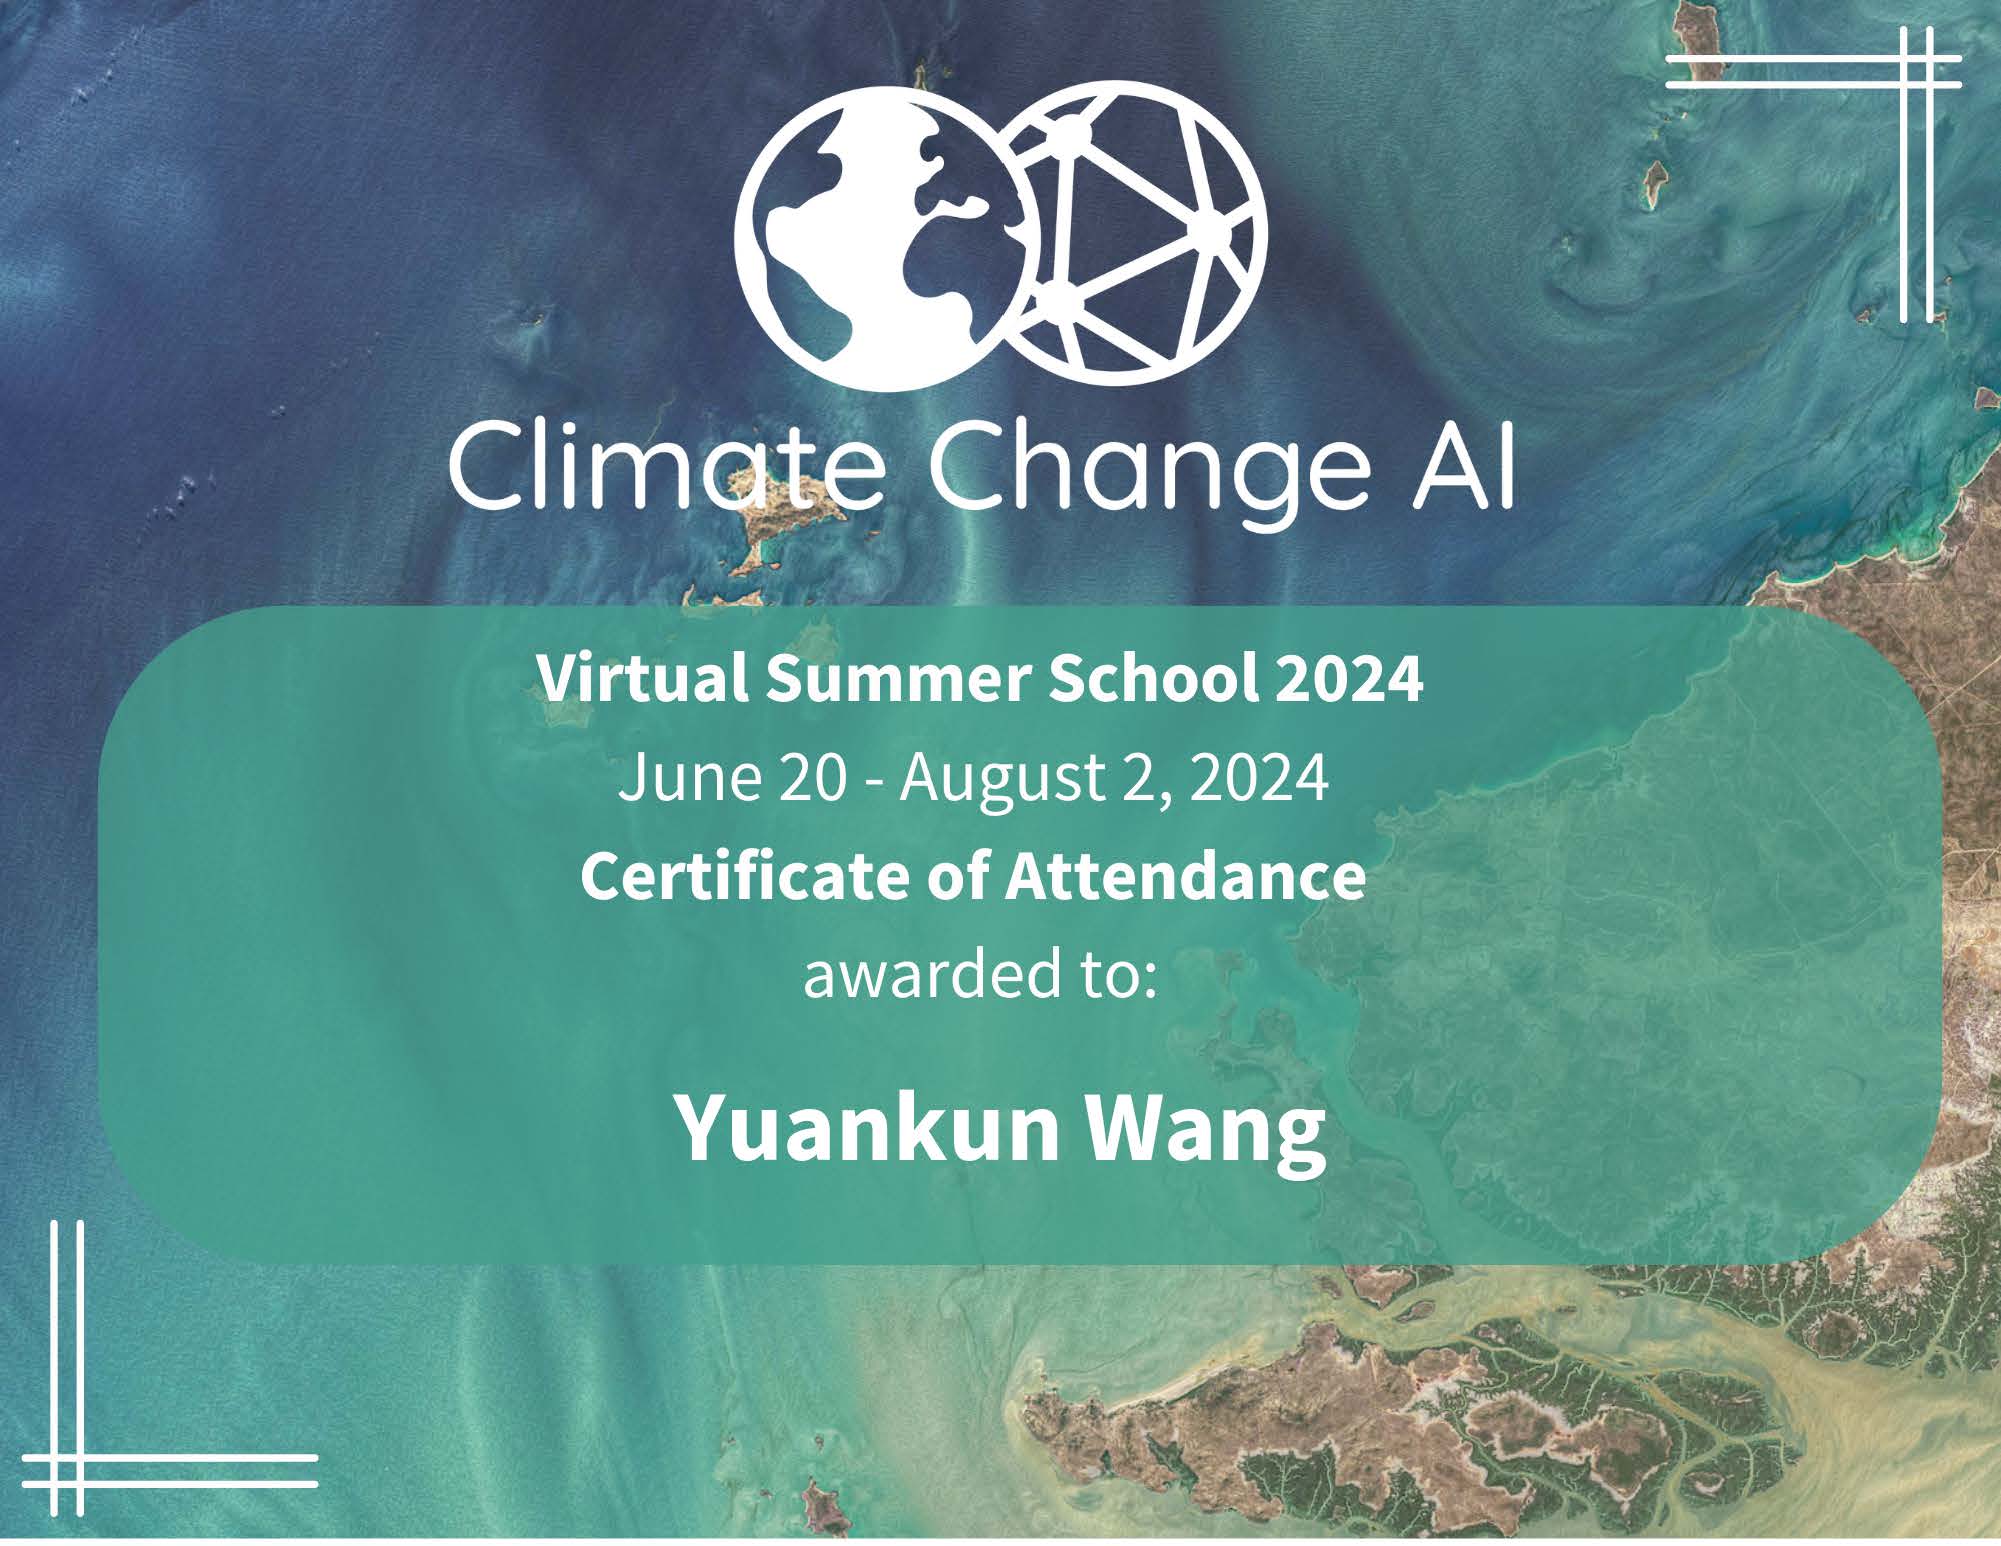 Climate Change AI
Virtual Summer School 2024
June 20 - August 2, 2024
Certificate of Attendance
awarded to:
Yuankun Wang